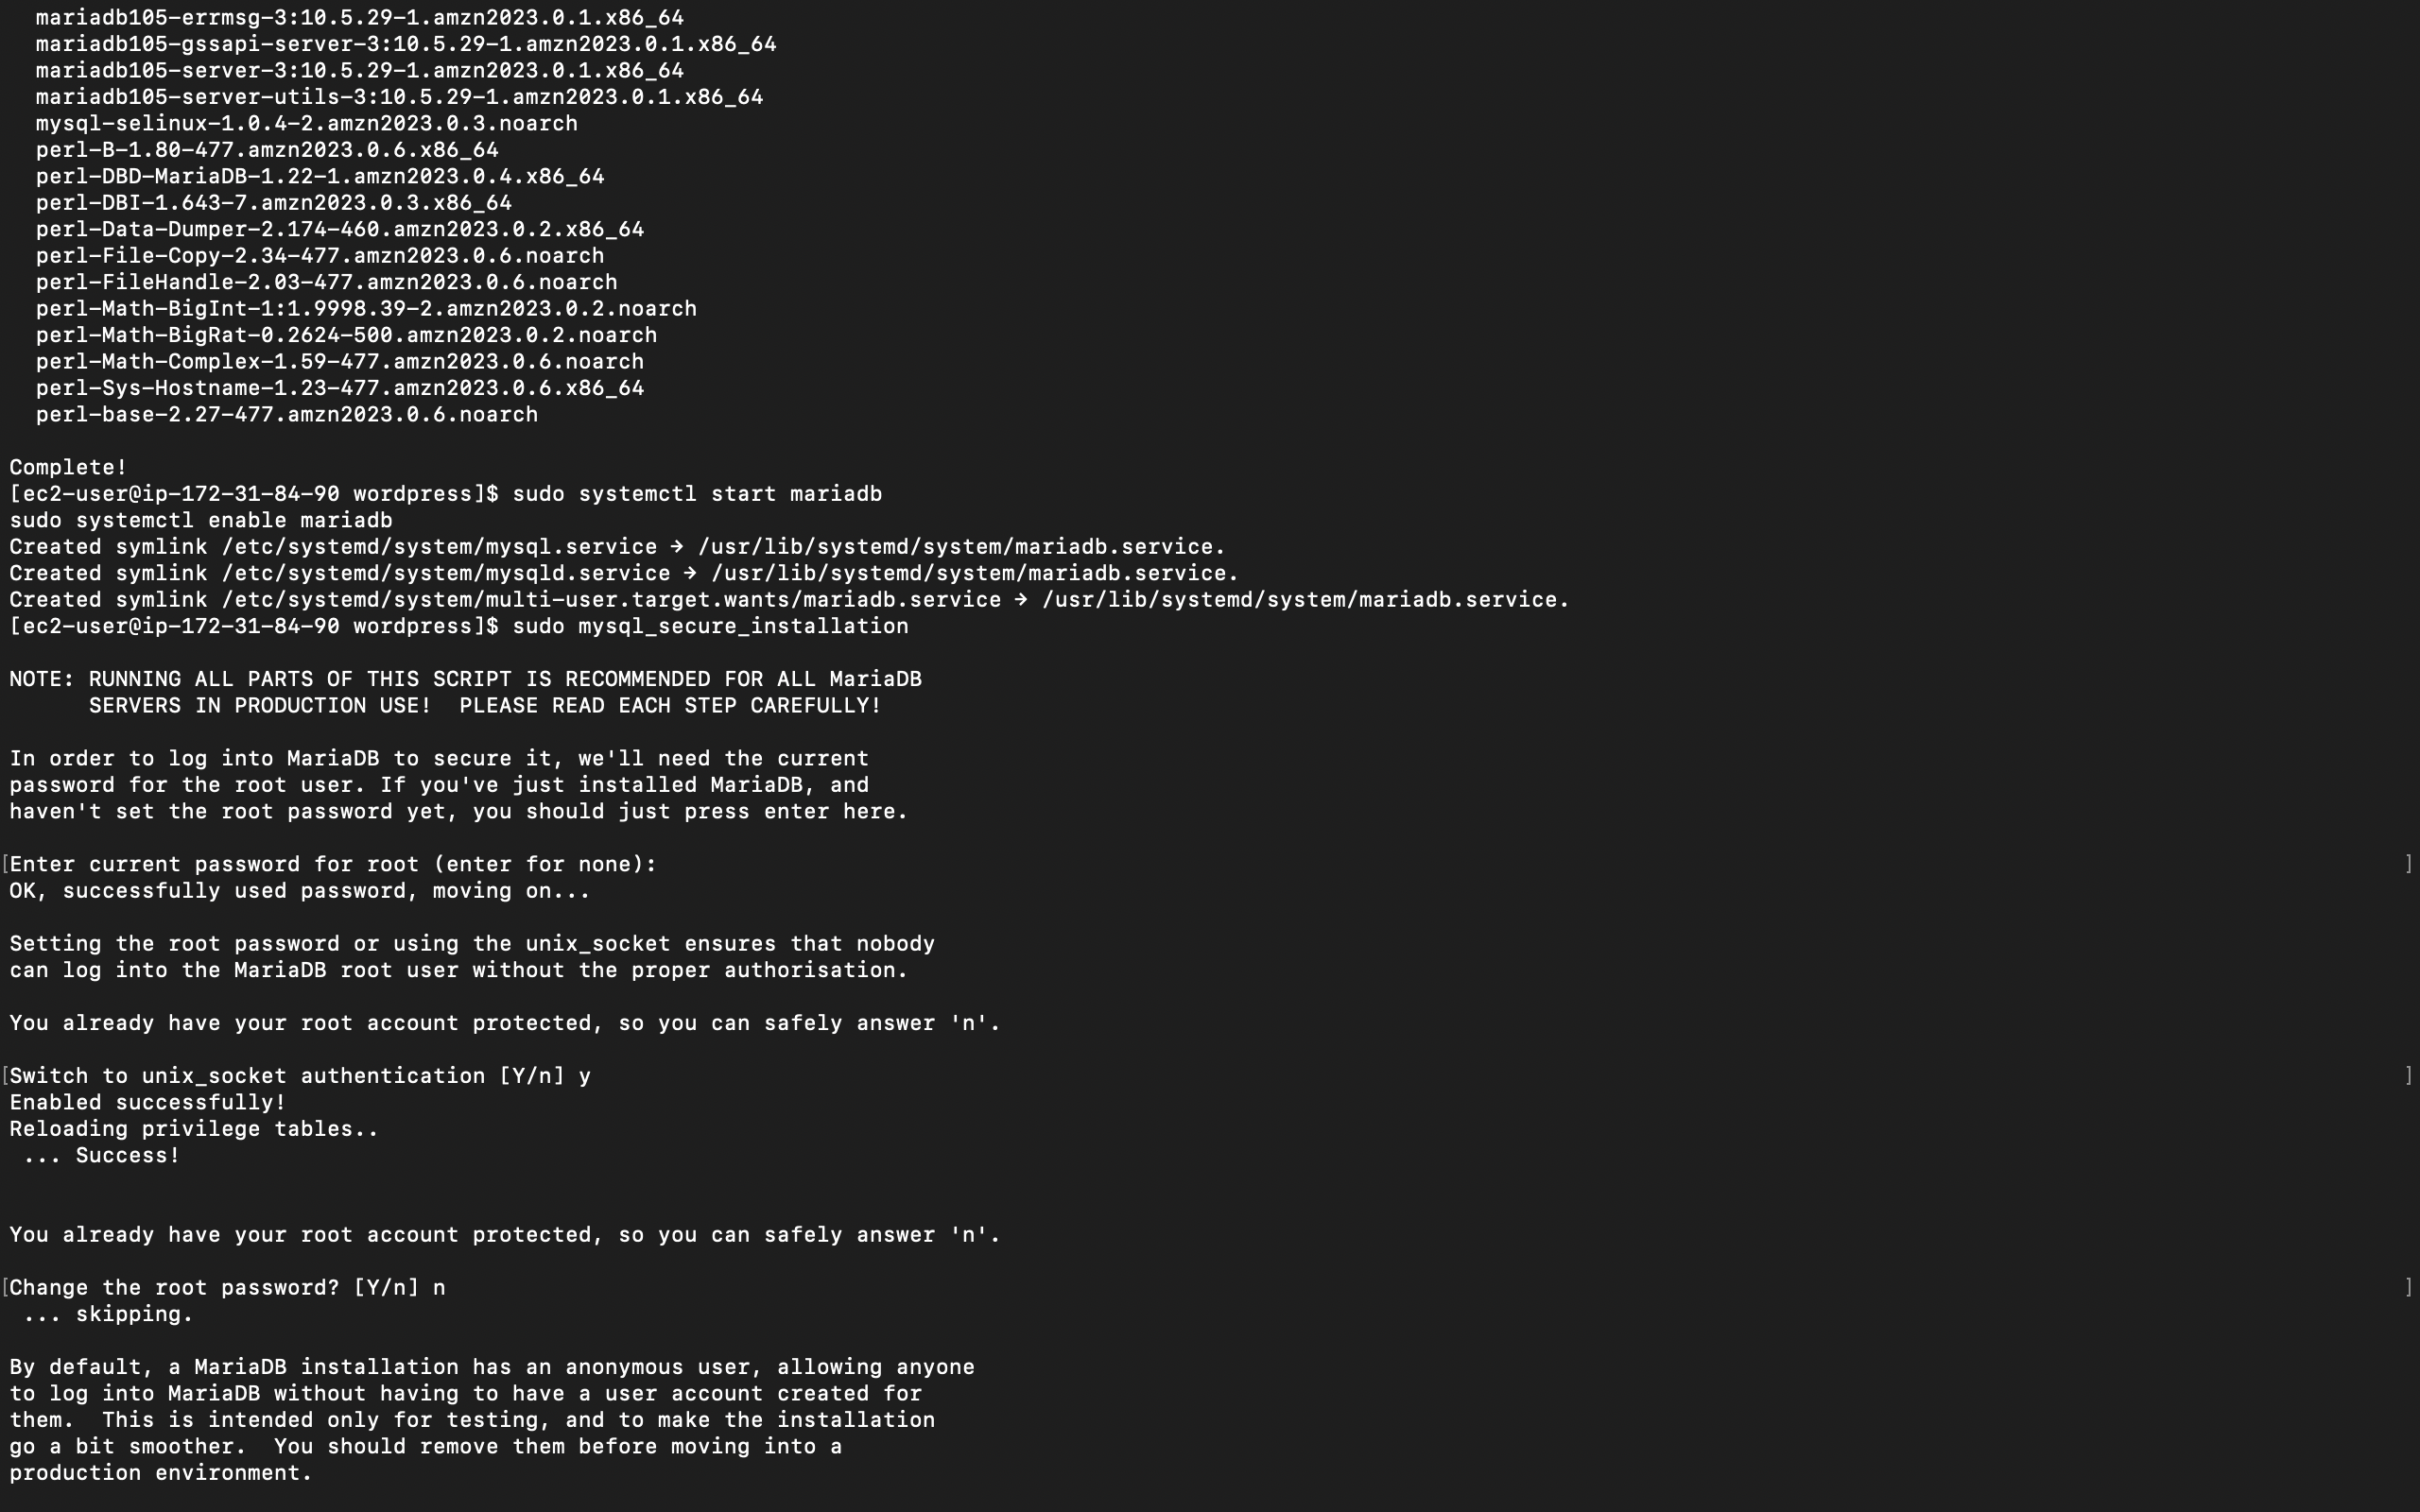 mariadb105-errmsg-3:10.5.29-1.amzn2023.0.1.x86_64
mariadb105-gssapi-server-3:10.5.29-1.amzn2023.0.1.x86_64
mariadb105-server-3:10.5.29-1.amzn2023.0.1.x86_64
mariadb105-server-utils-3:10.5.29-1.amzn2023.0.1.x86_64
mysql-selinux-1.0.4-2.amzn2023.0.3.noarch
perl-B-1.80-477.amzn2023.0.6.x86_64
perl-DBD-MariaDB-1.22-1.amzn2023.0.4.x86_64
perl-DBI-1.643-7.amzn2023.0.3.x86_64
perl-Data-Dumper-2.174-460.amzn2023.0.2.x86_64
perl-File-Copy-2.34-477.amzn2023.0.6.noarch
perl-FileHandle-2.03-477.amzn2023.0.6.noarch
perl-Math-BigInt-1:1.9998.39-2.amzn2023.0.2.noarch
perl-Math-BigRat-0.2624-500.amzn2023.0.2.noarch
perl-Math-Complex-1.59-477.amzn2023.0.6.noarch
perl-Sys-Hostname-1.23-477.amzn2023.0.6.x86_64
perl-base-2.27-477.amzn2023.0.6.noarch
Complete!
[ec2-user@ip-172-31-84-90 wordpress]$ sudo systemctl start mariadb
sudo systemctl enable mariadb
Created symlink /etc/systemd/system/mysql.service → /usr/lib/systemd/system/mariadb.service.
Created symlink /etc/systemd/system/mysqld.service → /usr/lib/systemd/system/mariadb.service.
Created symlink /etc/systemd/system/multi-user.target.wants/mariadb.service → /usr/lib/systemd/system/mariadb.service.
[ec2-user@ip-172-31-84-90 wordpress]$ sudo mysql_secure_installation
NOTE: RUNNING ALL PARTS OF THIS SCRIPT IS RECOMMENDED FOR ALL MariaDB
SERVERS IN PRODUCTION USE!  PLEASE READ EACH STEP CAREFULLY!
In order to log into MariaDB to secure it, we'll need the current
password for the root user. If you've just installed MariaDB, and
haven't set the root password yet, you should just press enter here.
[Enter current password for root (enter for none): ]
OK, successfully used password, moving on...
Setting the root password or using the unix_socket ensures that nobody
can log into the MariaDB root user without the proper authorisation.
You already have your root account protected, so you can safely answer 'n'.
[Switch to unix_socket authentication [Y/n] y ]
Enabled successfully!
Reloading privilege tables..
... Success!
You already have your root account protected, so you can safely answer 'n'.
[Change the root password? [Y/n] n ]
... skipping.
By default, a MariaDB installation has an anonymous user, allowing anyone
to log into MariaDB without having to have a user account created for
them.  This is intended only for testing, and to make the installation
go a bit smoother.  You should remove them before moving into a
production environment.